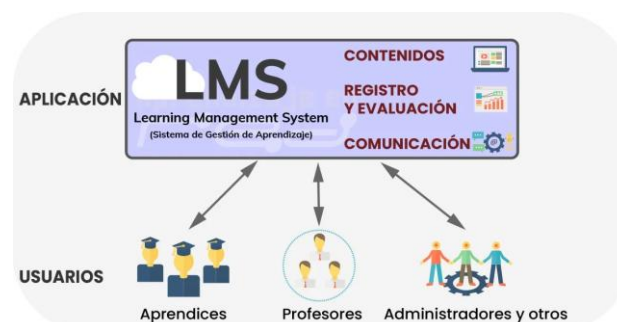 APLICACIÓN
LMS
Learning Management System
(Sistema de Gestión de Aprendizaje)
CONTENIDOS
REGISTRO
Y EVALUACIÓN
COMUNICACIÓN
USUARIOS
Aprendices
Profesores
Administradores y otros